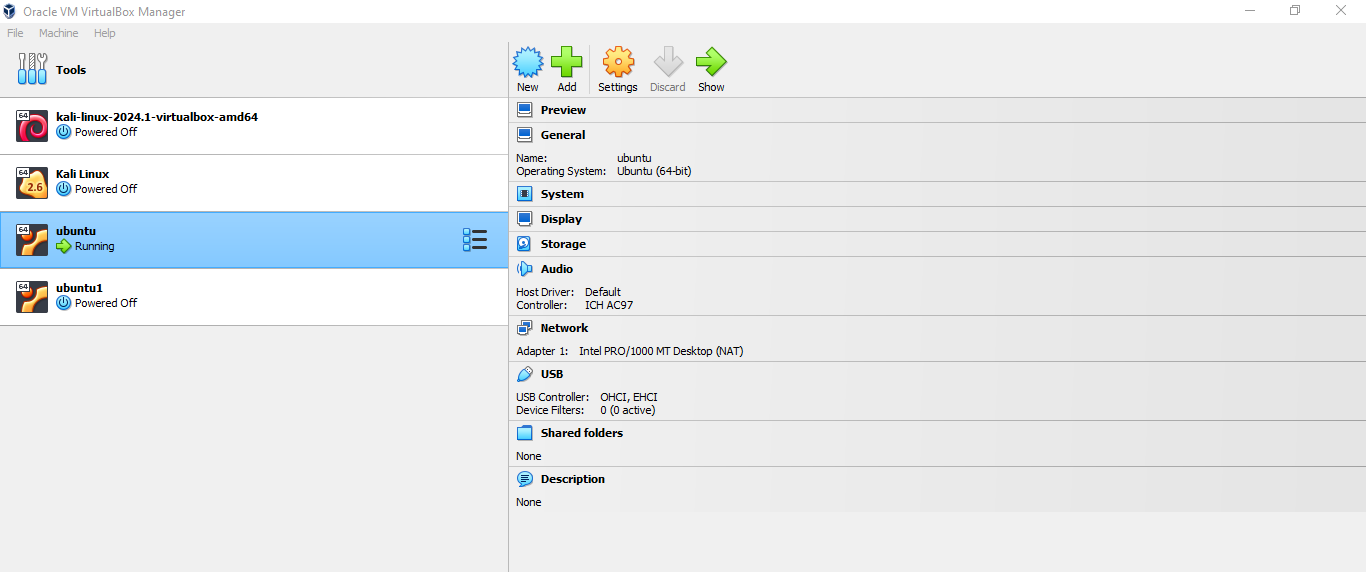 Oracle VM VirtualBox Manager
File Machine Help
Tools
64
kali-linux-2024.1-virtualbox-amd64
Powered Off
64
2.6
Kali Linux
Powered Off
64
ubuntu
Running
64
ubuntu1
Powered Off
New Add Settings Discard Show
Preview
General
Name: ubuntu
Operating System: Ubuntu (64-bit)
System
Display
Storage
Audio
Host Driver: Default
Controller: ICH AC97
Network
Adapter 1: Intel PRO/1000 MT Desktop (NAT)
USB
USB Controller: OHCI, EHCI
Device Filters: 0 (0 active)
Shared folders
None
Description
None